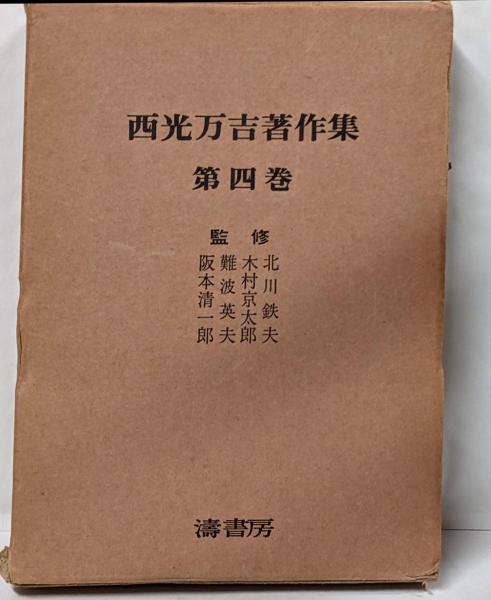 西光万吉著作集
第四巻
監修
北川鉄夫
木村京太郎
難波英夫
阪本清一郎
濤書房